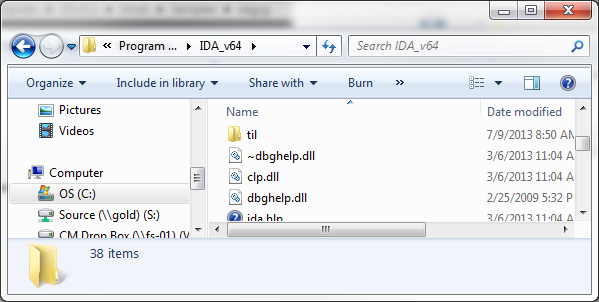 Program ... IDA_v64 Search IDA_v64
Organize Include in library Share with Burn »
Pictures
Videos
Computer
OS (C:)
Source (\\gold) (S:)
CM Drop Box (\\fs-01) (V
Name Date modified
til 7/9/2013 8:50 AM
~dbghelp.dll 3/6/2013 11:04 A
clp.dll 3/6/2013 11:04 A
dbghelp.dll 2/25/2009 5:32 P
ida.hlp 3/6/2013 11:04 A
38 items